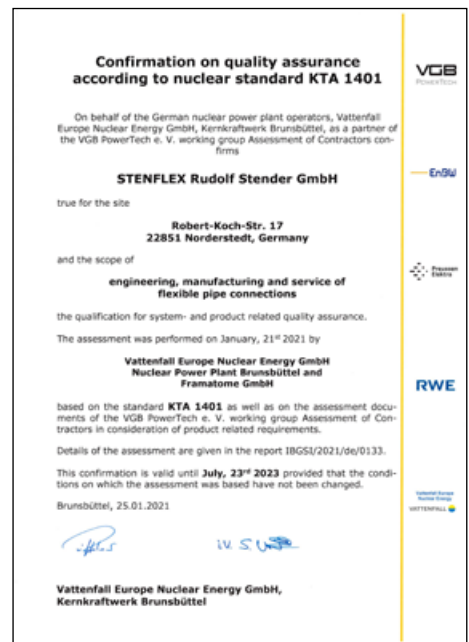 Confirmation on quality assurance
according to nuclear standard KTA 1401
On behalf of the German nuclear power plant operators, Vattenfall
Europe Nuclear Energy GmbH, Kernkraftwerk Brunsbüttel, as a partner of
the VGB PowerTech e. V. working group Assessment of Contractors con-
firms
STENFLEX Rudolf Stender GmbH
true for the site
Robert-Koch-Str. 17
22851 Norderstedt, Germany
and the scope of
engineering, manufacturing and service of
flexible pipe connections
the qualification for system- and product related quality assurance.
The assessment was performed on January, 21st 2021 by
Vattenfall Europe Nuclear Energy GmbH
Nuclear Power Plant Brunsbüttel and
Framatome GmbH
based on the standard KTA 1401 as well as on the assessment docu-
ments of the VGB PowerTech e. V. working group Assessment of Con-
tractors in consideration of product related requirements.
Details of the assessment are given in the report IBGSI/2021/de/0133.
This confirmation is valid until July, 23rd 2023 provided that the condi-
tions on which the assessment was based have not been changed.
Brunsbüttel, 25.01.2021
Vattenfall Europe Nuclear Energy GmbH,
Kernkraftwerk Brunsbüttel
VGB
POWERTECH
EnBW
Preussen
Elektra
RWE
Vattenfall Europe
Nuclear Energy
VATTENFALL